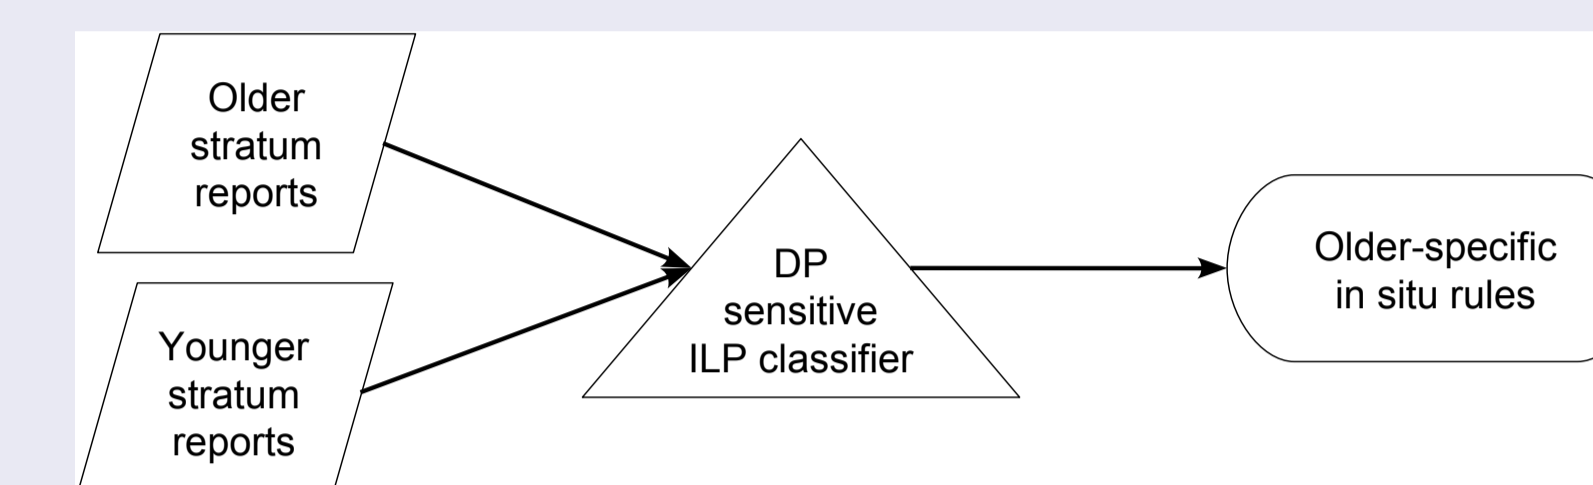 Older
stratum
reports
Younger
stratum
reports
DP
sensitive
ILP classifier
Older-specific
in situ rules